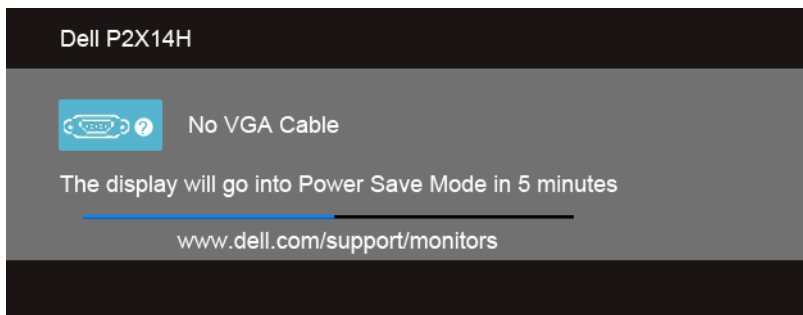 Dell P2X14H
? No VGA Cable
The display will go into Power Save Mode in 5 minutes
www.dell.com/support/monitors